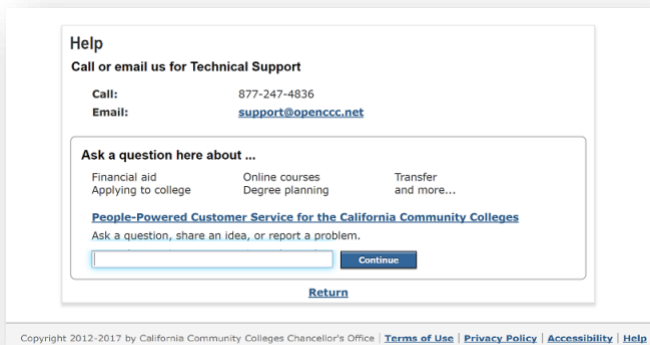 Help
Call or email us for Technical Support
Call: 877-247-4836
Email: support@openccc.net
Ask a question here about ...
Financial aid Online courses Transfer
Applying to college Degree planning and more...
People-Powered Customer Service for the California Community Colleges
Ask a question, share an idea, or report a problem.
Continue
Return
Copyright 2012-2017 by California Community Colleges Chancellor's Office | Terms of Use | Privacy Policy | Accessibility | Help